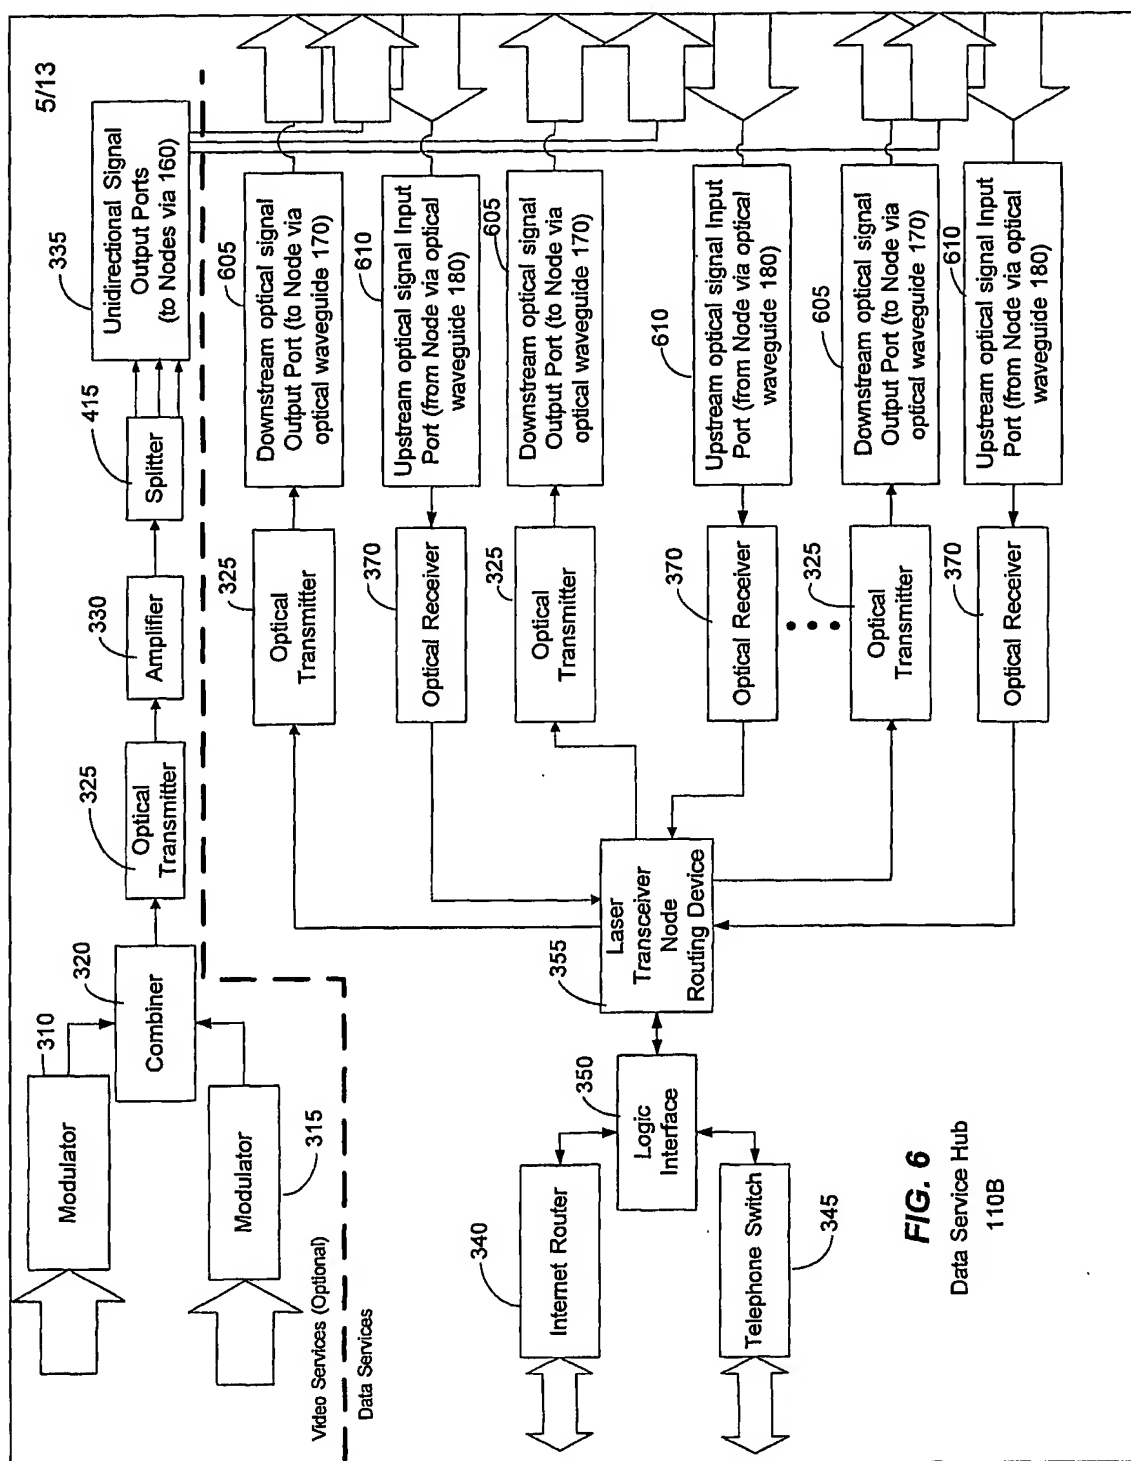 5/13
310
Modulator
320
Combiner
325
Optical
Transmitter
330
Amplifier
415
Splitter
335
Unidirectional Signal
Output Ports
(to Nodes via 160)
Modulator
315
Video Services (Optional)
Data Services
325
Optical
Transmitter
605
Downstream optical signal
Output Port (to Node via
optical waveguide 170)
370
Optical Receiver
610
Upstream optical signal Input
Port (from Node via optical
waveguide 180)
325
Optical
Transmitter
605
Downstream optical signal
Output Port (to Node via
optical waveguide 170)
340
Internet Router
350
Logic
Interface
355
Laser
Transceiver
Node
Routing Device
370
Optical Receiver
610
Upstream optical signal Input
Port (from Node via optical
waveguide 180)
Telephone Switch
345
325
Optical
Transmitter
605
Downstream optical signal
Output Port (to Node via
optical waveguide 170)
370
Optical Receiver
610
Upstream optical signal Input
Port (from Node via optical
waveguide 180)
FIG. 6
Data Service Hub
110B